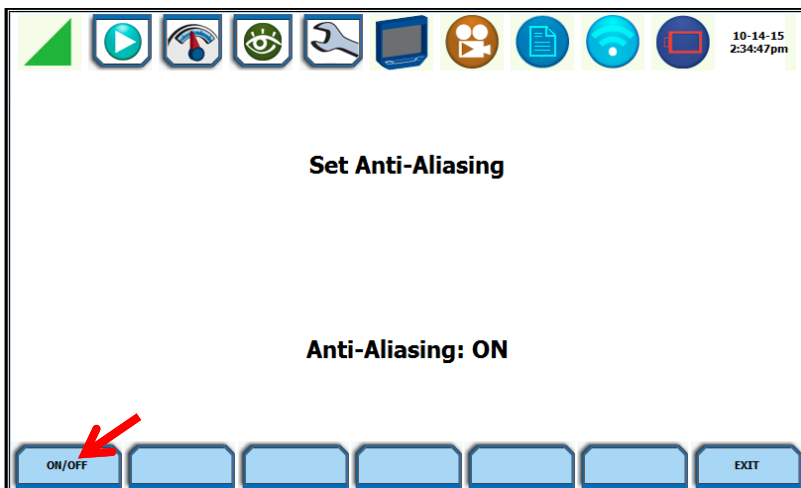 10-14-15
2:34:47pm
Set Anti-Aliasing
Anti-Aliasing: ON
ON/OFF
EXIT